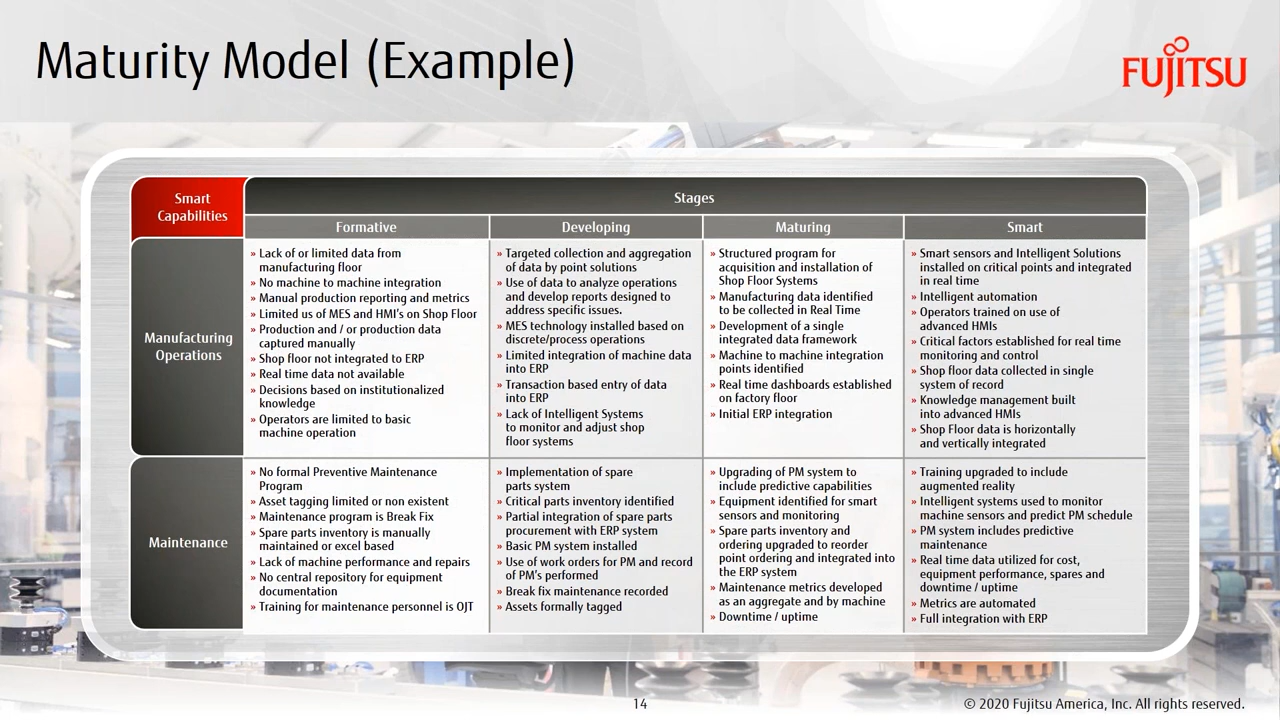 Maturity Model (Example)
FUJITSU
Smart
Capabilities
Stages
Formative
Developing
Maturing
Smart
Manufacturing
Operations
» Lack of or limited data from
manufacturing floor
» No machine to machine integration
» Manual production reporting and metrics
» Limited us of MES and HMI's on Shop Floor
» Production and / or production data
captured manually
» Shop floor not integrated to ERP
» Real time data not available
» Decisions based on institutionalized
knowledge
» Operators are limited to basic
machine operation
» Targeted collection and aggregation
of data by point solutions
» Use of data to analyze operations
and develop reports designed to
address specific issues.
» MES technology installed based on
discrete/process operations
» Limited integration of machine data
into ERP
» Transaction based entry of data
into ERP
» Lack of Intelligent Systems
to monitor and adjust shop
floor systems
» Structured program for
acquisition and installation of
Shop Floor Systems
» Manufacturing data identified
to be collected in Real Time
» Development of a single
integrated data framework
» Machine to machine integration
points identified
» Real time dashboards established
on factory floor
» Initial ERP integration
» Smart sensors and Intelligent Solutions
installed on critical points and integrated
in real time
» Intelligent automation
» Operators trained on use of
advanced HMIs
» Critical factors established for real time
monitoring and control
» Shop floor data collected in single
system of record
» Knowledge management built
into advanced HMIs
» Shop Floor data is horizontally
and vertically integrated
Maintenance
» No formal Preventive Maintenance
Program
» Asset tagging limited or non existent
» Maintenance program is Break Fix
» Spare parts inventory is manually
maintained or excel based
» Lack of machine performance and repairs
» No central repository for equipment
documentation
» Training for maintenance personnel is OJT
» Implementation of spare
parts system
» Critical parts inventory identified
» Partial integration of spare parts
procurement with ERP system
» Basic PM system installed
» Use of work orders for PM and record
of PM's performed
» Break fix maintenance recorded
» Assets formally tagged
» Upgrading of PM system to
include predictive capabilities
» Equipment identified for smart
sensors and monitoring
» Spare parts inventory and
ordering upgraded to reorder
point ordering and integrated into
the ERP system
» Maintenance metrics developed
as an aggregate and by machine
» Downtime / uptime
» Training upgraded to include
augmented reality
» Intelligent systems used to monitor
machine sensors and predict PM schedule
» PM system includes predictive
maintenance
» Real time data utilized for cost,
equipment performance, spares and
downtime / uptime
» Metrics are automated
» Full integration with ERP
14
© 2020 Fujitsu America, Inc. All rights reserved.